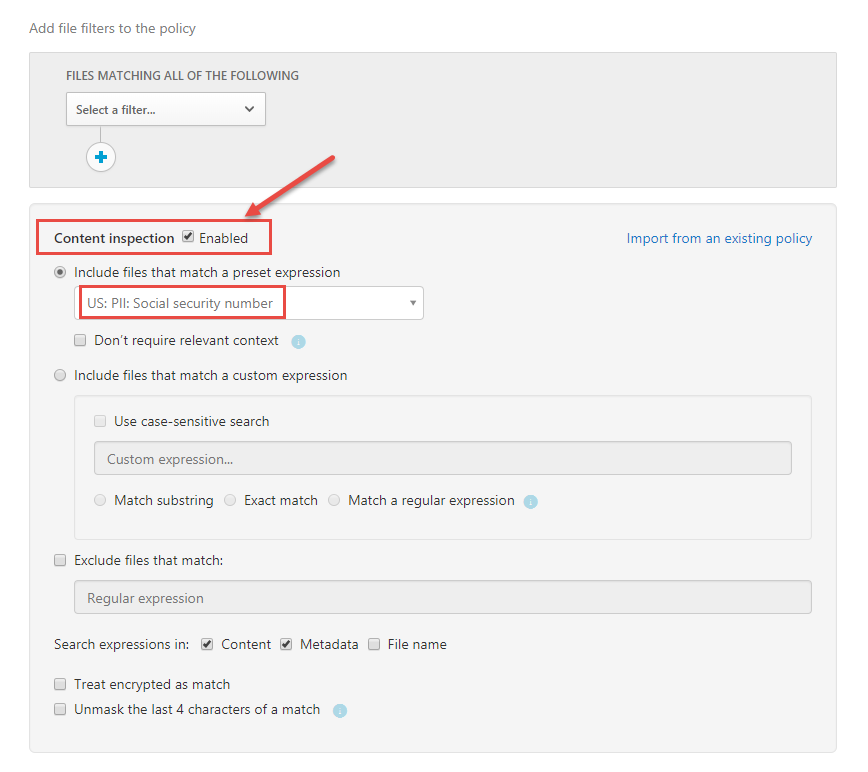 Add file filters to the policy
FILES MATCHING ALL OF THE FOLLOWING
Select a filter...
Content inspection Enabled Import from an existing policy
Include files that match a preset expression
US: PII: Social security number
Don't require relevant context
Include files that match a custom expression
Use case-sensitive search
Custom expression...
Match substring Exact match Match a regular expression
Exclude files that match:
Regular expression
Search expressions in: Content Metadata File name
Treat encrypted as match
Unmask the last 4 characters of a match